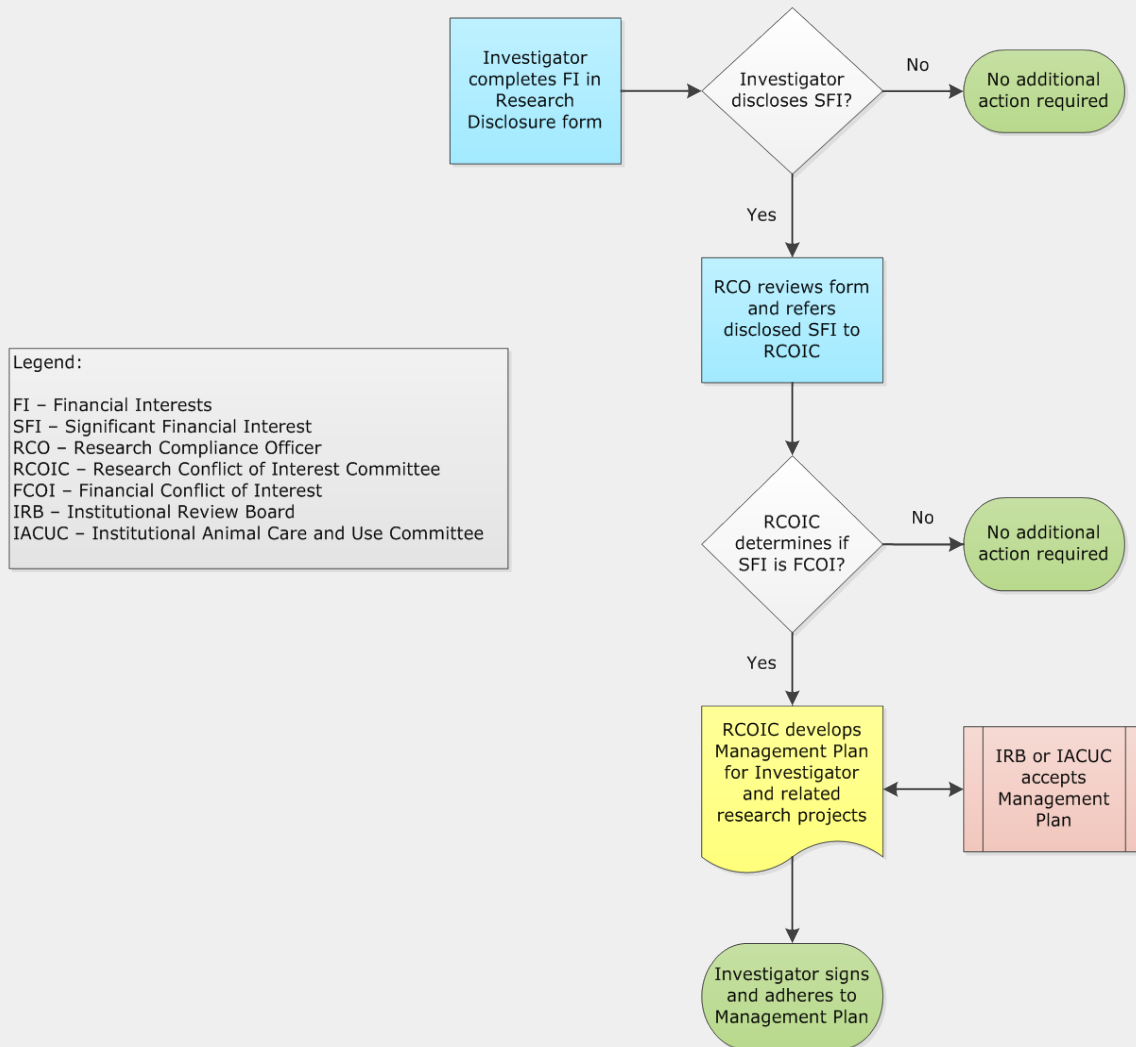 Investigator
completes FI in
Research
Disclosure form
Investigator
discloses SFI?
No
No additional
action required
Yes
RCO reviews form
and refers
disclosed SFI to
RCOIC
Legend:
FI – Financial Interests
SFI – Significant Financial Interest
RCO – Research Compliance Officer
RCOIC – Research Conflict of Interest Committee
FCOI – Financial Conflict of Interest
IRB – Institutional Review Board
IACUC – Institutional Animal Care and Use Committee
RCOIC
determines if
SFI is FCOI?
No
No additional
action required
Yes
RCOIC develops
Management Plan
for Investigator
and related
research projects
IRB or IACUC
accepts
Management
Plan
Investigator signs
and adheres to
Management Plan